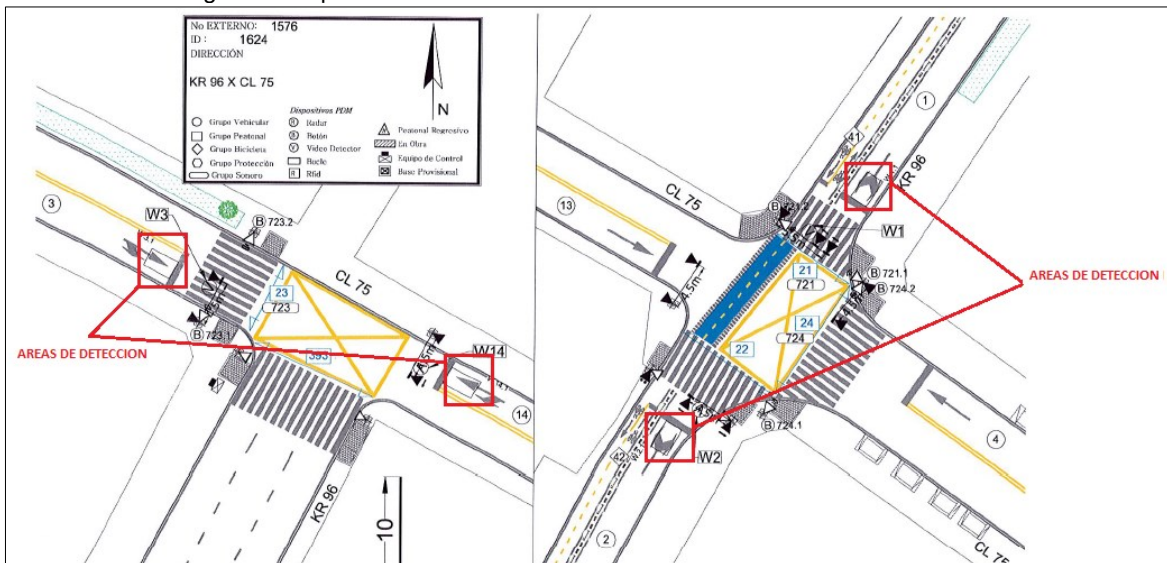 No EXTERNO: 1576
ID : 1624
DIRECCIÓN
KR 96 X CL 75
N
Dispositivos PDM
Grupo Vehicular
Grupo Peatonal
Grupo Bicicleta
Grupo Protección
Grupo Sonoro
R Radar
B Botón
V Video Detector
Bucle
R Rfid
Peatonal Regresivo
En Obra
Equipo de Control
Base Provisional
3
W3
B 723.2
CL 75
23
723
B 723.1
393
W14
14
AREAS DE DETECCION
KR 96
10
1
41
KR 96
CL 75
13
W1
4.5m
21
721
B 721.1
B 724.2
24
724
22
B 724.1
4
42
W2
2
CL 75
AREAS DE DETECCION